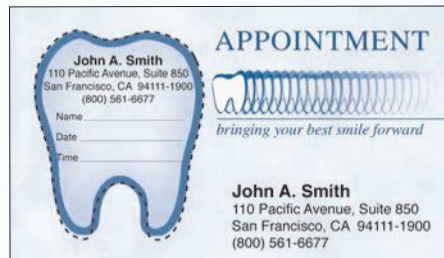 John A. Smith
110 Pacific Avenue, Suite 850
San Francisco, CA 94111-1900
(800) 561-6677
Name
Date
Time
APPOINTMENT
bringing your best smile forward
John A. Smith
110 Pacific Avenue, Suite 850
San Francisco, CA 94111-1900
(800) 561-6677